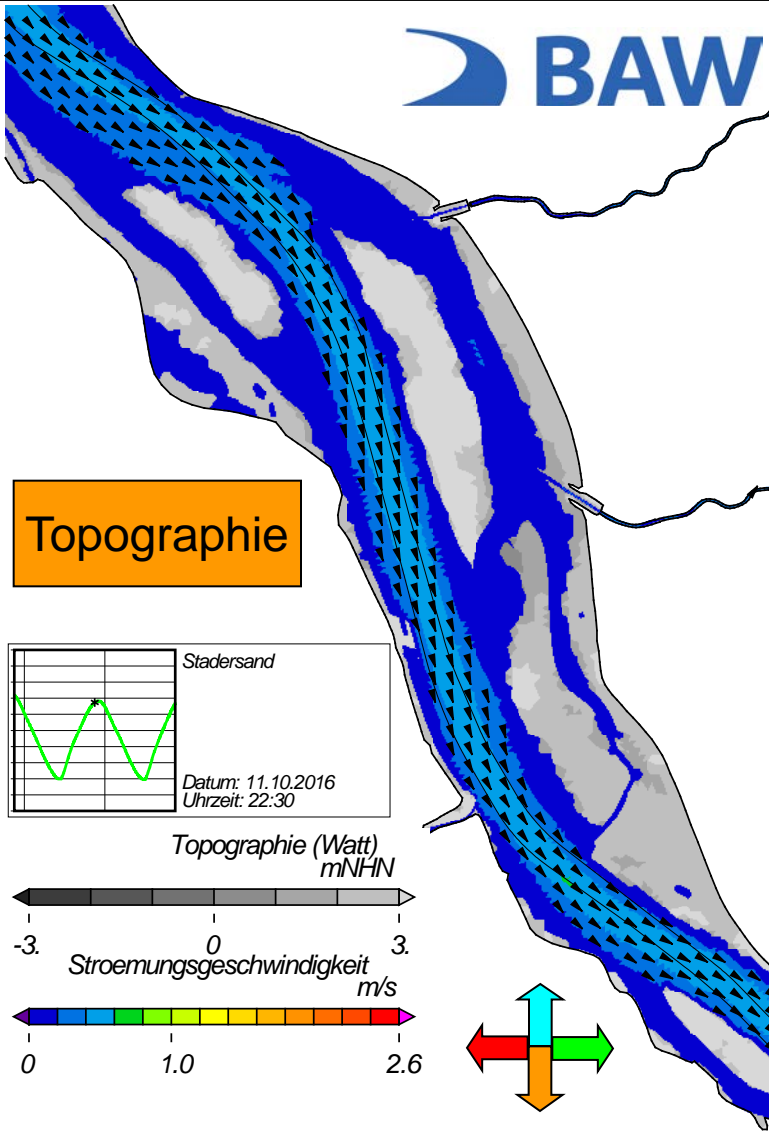 BAW
Topographie
Stadersand
Datum: 11.10.2016
Uhrzeit: 22:30
Topographie (Watt)
mNHN
-3. 0 3.
Stroemungsgeschwindigkeit
m/s
0 1.0 2.6